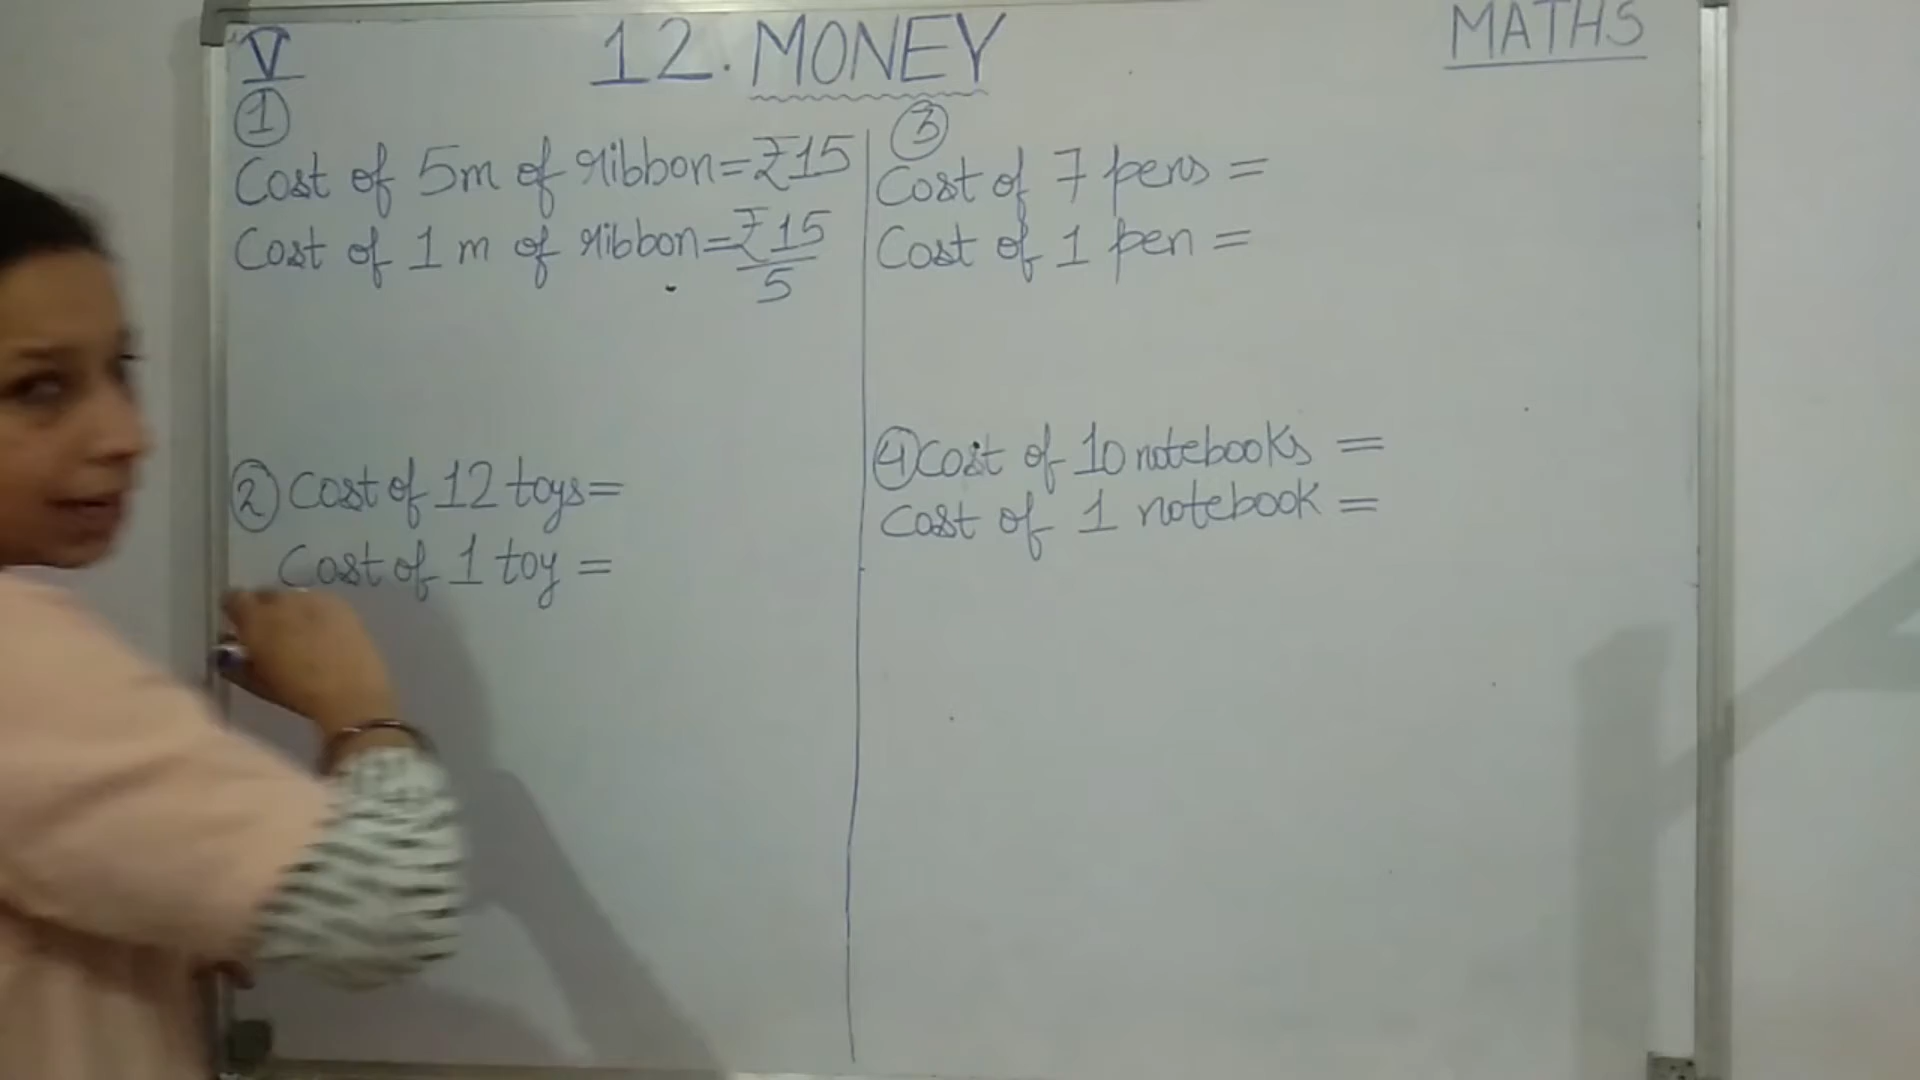 V
12. MONEY
MATHS
①
Cost of 5m of ribbon=₹15
Cost of 1 m of ribbon=₹15
5
② Cost of 12 toys=
Cost of 1 toy =
③
Cost of 7 pens =
Cost of 1 pen =
④ Cost of 10 notebooks =
Cost of 1 notebook =